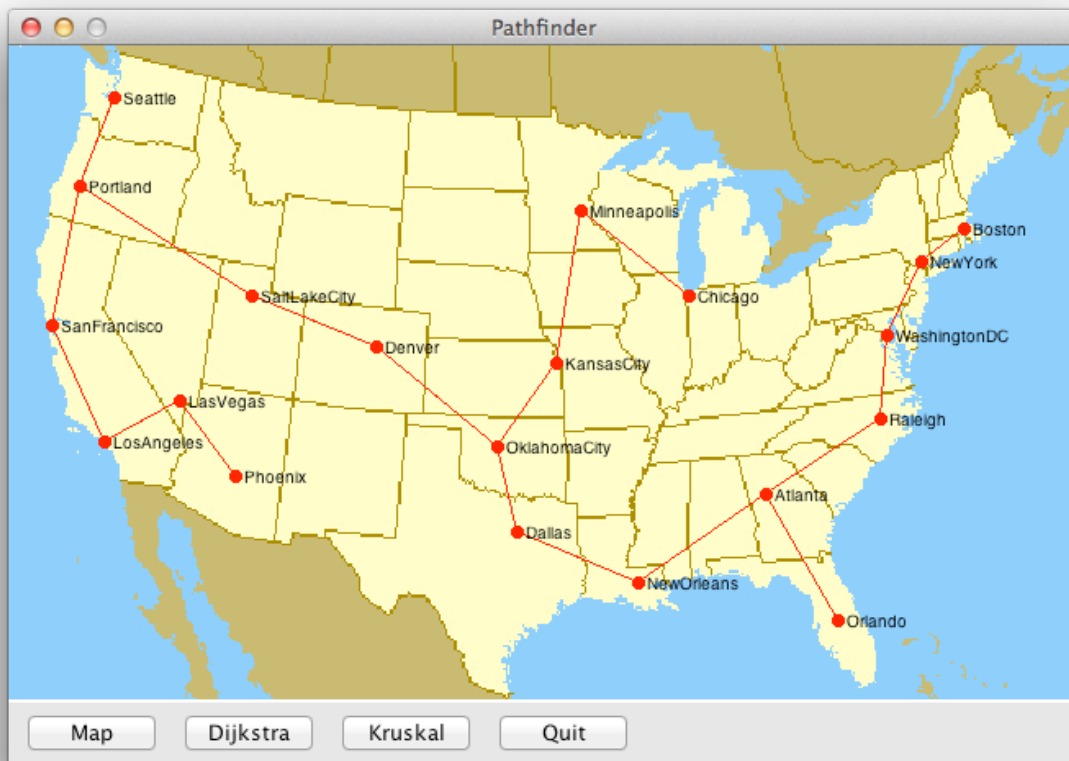 Pathfinder
Seattle
Portland
Minneapolis
Boston
NewYork
SaltLakeCity
Chicago
SanFrancisco
WashingtonDC
Denver
KansasCity
LasVegas
Raleigh
LosAngeles
OklahomaCity
Phoenix
Atlanta
Dallas
NewOrleans
Orlando
Map Dijkstra Kruskal Quit